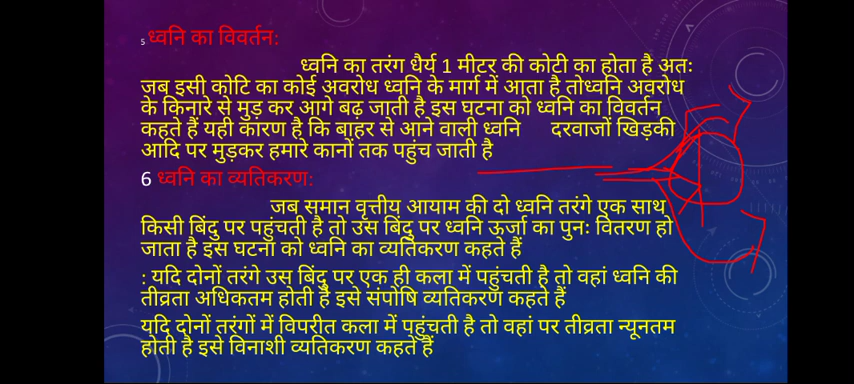 5 ध्वनि का विवर्तन:
ध्वनि का तरंग धैर्य 1 मीटर की कोटी का होता है अतः
जब इसी कोटि का कोई अवरोध ध्वनि के मार्ग में आता है तोध्वनि अवरोध
के किनारे से मुड़ कर आगे बढ़ जाती है इस घटना को ध्वनि का विवर्तन
कहते हैं यही कारण है कि बाहर से आने वाली ध्वनि दरवाजों खिड़की
आदि पर मुड़कर हमारे कानों तक पहुंच जाती है
6 ध्वनि का व्यतिकरण:
जब समान वृत्तीय आयाम की दो ध्वनि तरंगे एक साथ
किसी बिंदु पर पहुंचती है तो उस बिंदु पर ध्वनि ऊर्जा का पुनः वितरण हो
जाता है इस घटना को ध्वनि का व्यतिकरण कहते हैं
: यदि दोनों तरंगे उस बिंदु पर एक ही कला में पहुंचती है तो वहां ध्वनि की
तीव्रता अधिकतम होती है इसे संपोषि व्यतिकरण कहते हैं
यदि दोनों तरंगों में विपरीत कला में पहुंचती है तो वहां पर तीव्रता न्यूनतम
होती है इसे विनाशी व्यतिकरण कहते हैं